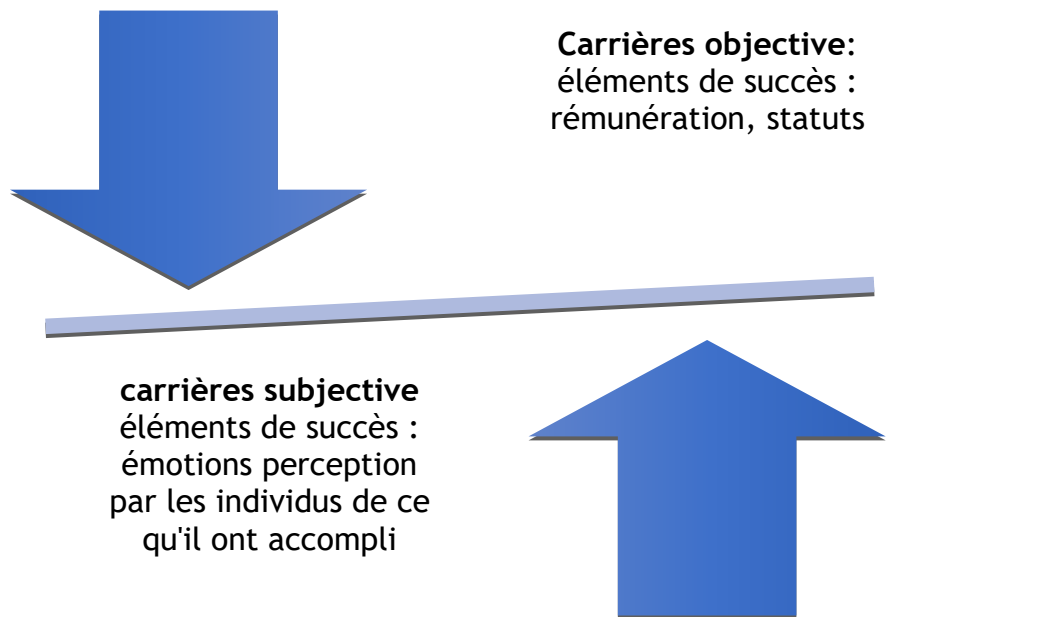 Carrières objective:
éléments de succès :
rémunération, statuts
carrières subjective
éléments de succès :
émotions perception
par les individus de ce
qu'il ont accompli